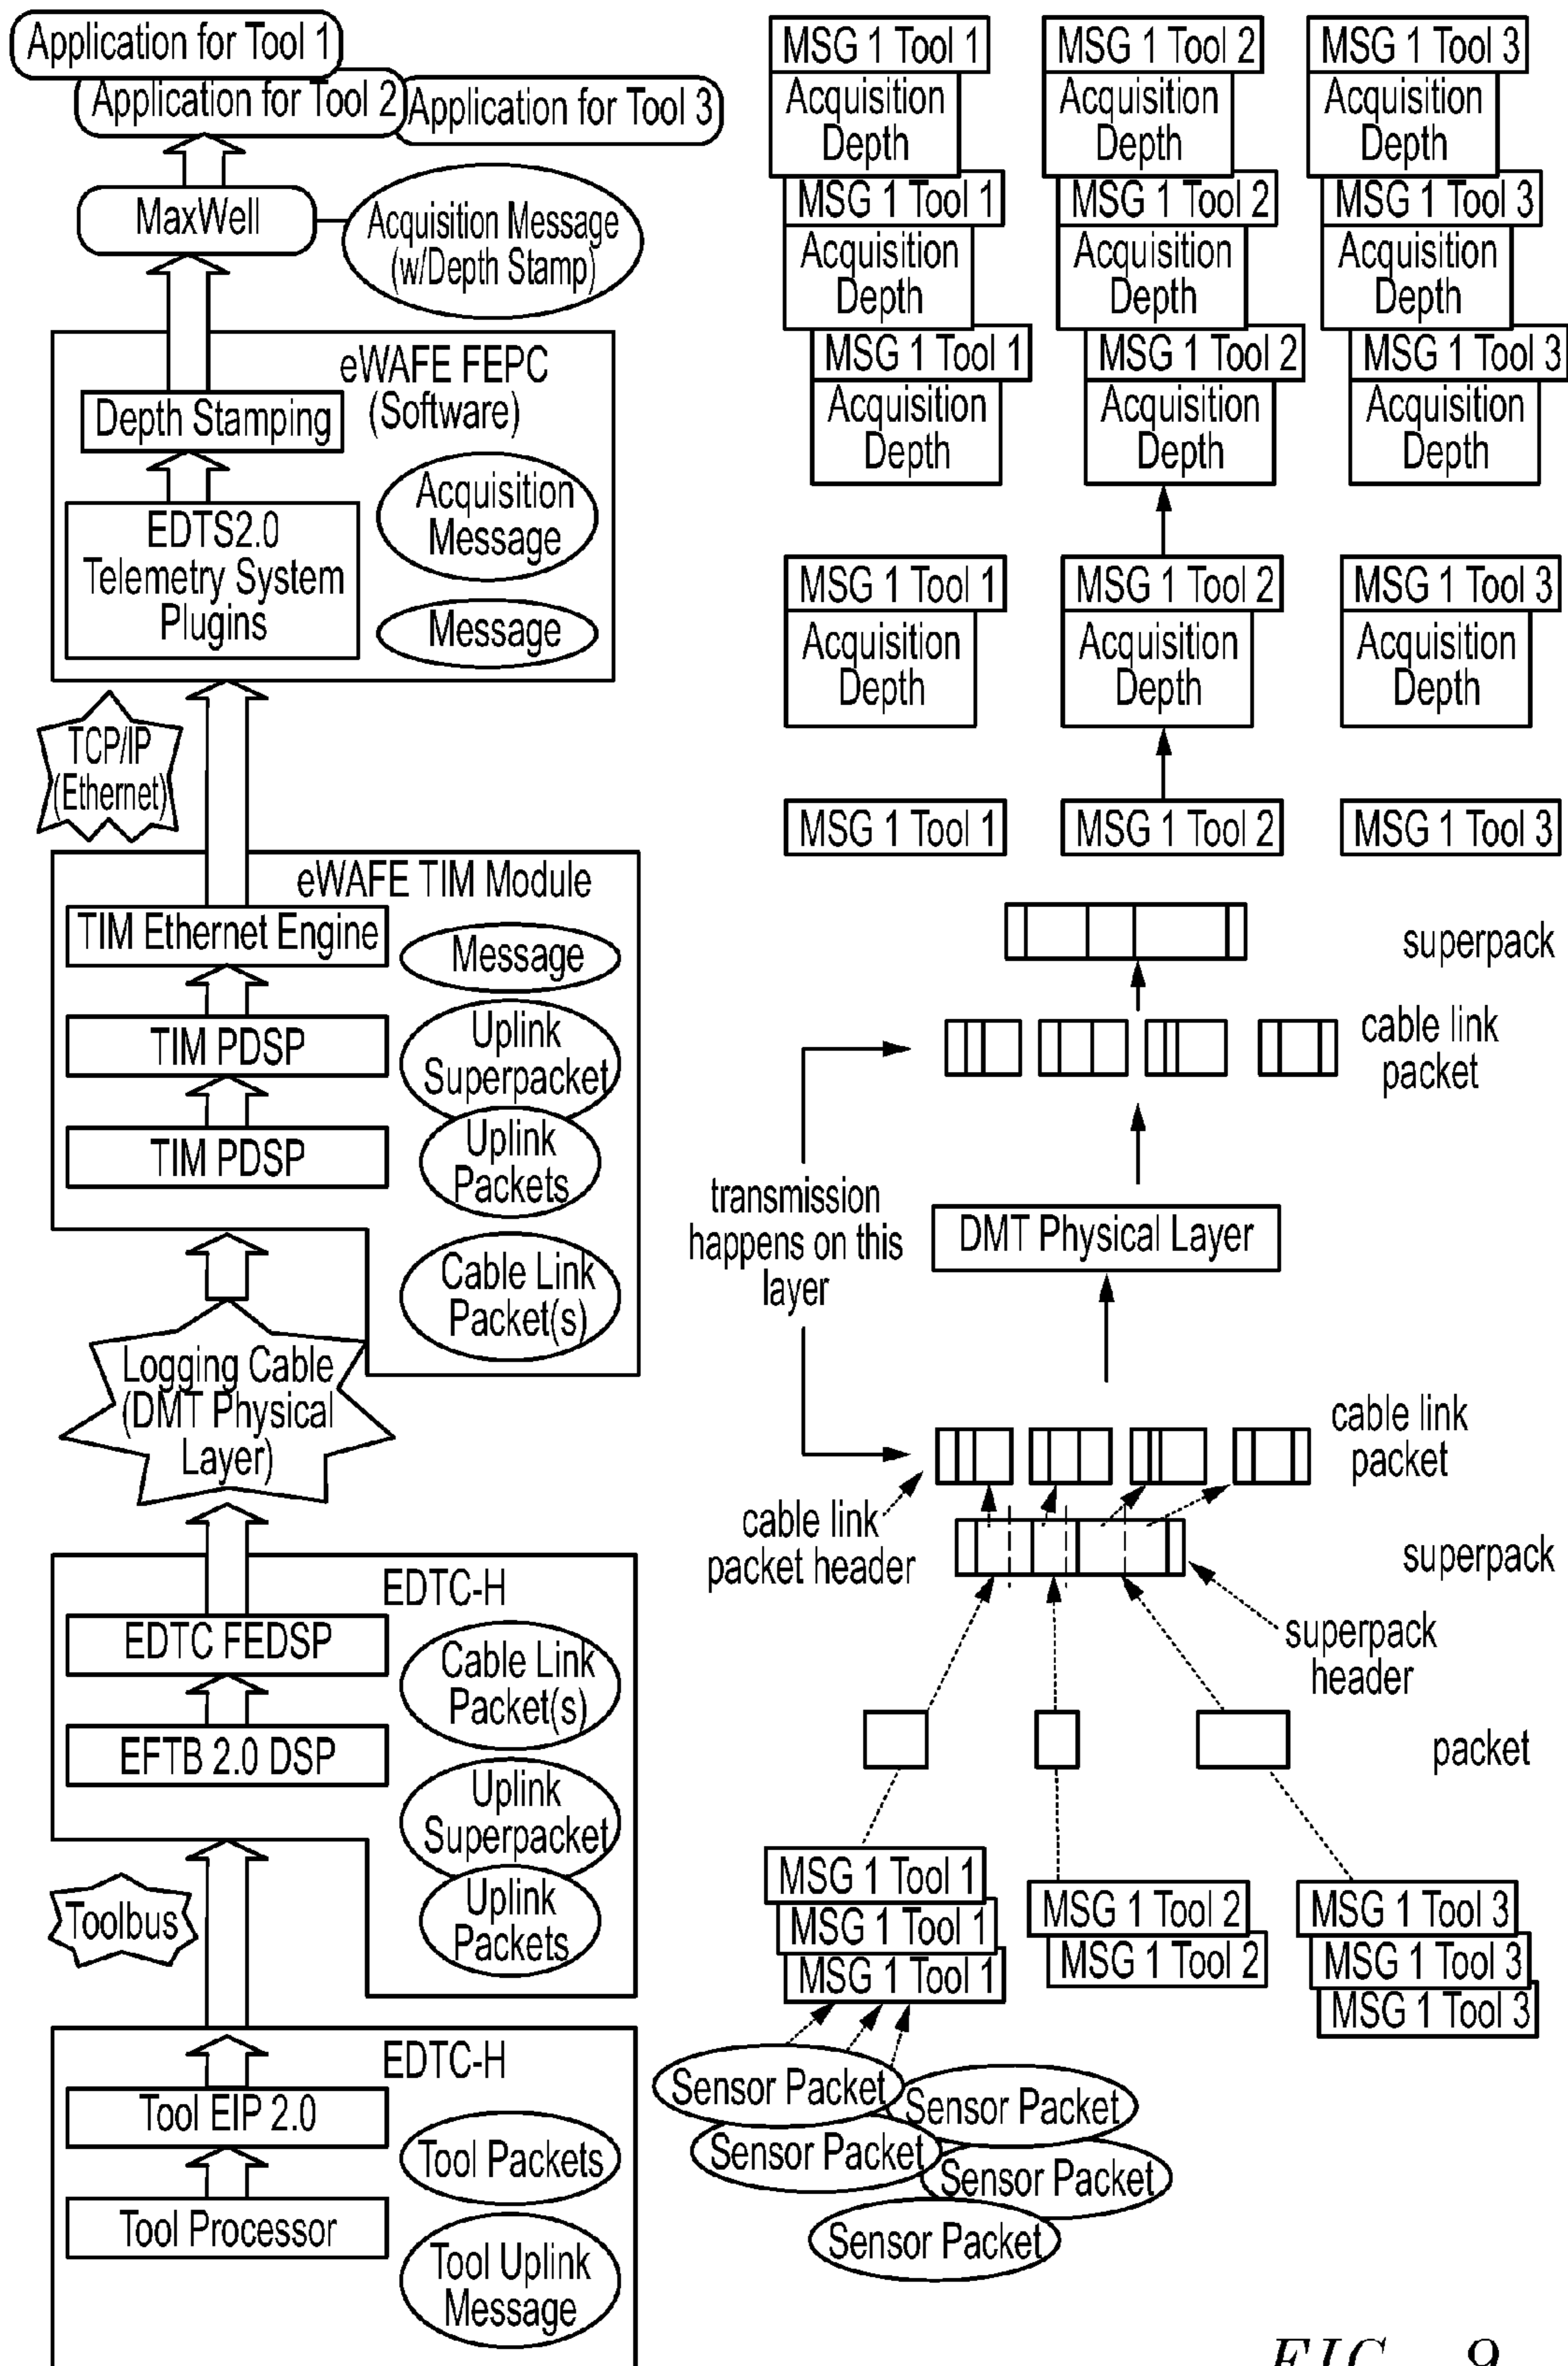 Application for Tool 1
Application for Tool 2
Application for Tool 3
MaxWell
Acquisition Message
(w/Depth Stamp)
eWAFE FEPC
(Software)
Depth Stamping
Acquisition
Message
EDTS2.0
Telemetry System
Plugins
Message
TCP/IP
(Ethernet)
eWAFE TIM Module
TIM Ethernet Engine
Message
TIM PDSP
Uplink
Superpacket
TIM PDSP
Uplink
Packets
Cable Link
Packet(s)
Logging Cable
(DMT Physical
Layer)
EDTC-H
EDTC FEDSP
Cable Link
Packet(s)
EFTB 2.0 DSP
Uplink
Superpacket
Uplink
Packets
Toolbus
EDTC-H
Tool EIP 2.0
Tool Packets
Tool Processor
Tool Uplink
Message
MSG 1 Tool 1
Acquisition
Depth
MSG 1 Tool 1
Acquisition
Depth
MSG 1 Tool 1
Acquisition
Depth
MSG 1 Tool 2
Acquisition
Depth
MSG 1 Tool 2
Acquisition
Depth
MSG 1 Tool 2
Acquisition
Depth
MSG 1 Tool 3
Acquisition
Depth
MSG 1 Tool 3
Acquisition
Depth
MSG 1 Tool 3
Acquisition
Depth
MSG 1 Tool 1
Acquisition
Depth
MSG 1 Tool 2
Acquisition
Depth
MSG 1 Tool 3
Acquisition
Depth
MSG 1 Tool 1
MSG 1 Tool 2
MSG 1 Tool 3
superpack
cable link
packet
transmission
happens on this
layer
DMT Physical Layer
cable link
packet
cable link
packet header
superpack
superpack
header
packet
MSG 1 Tool 1
MSG 1 Tool 1
MSG 1 Tool 1
MSG 1 Tool 2
MSG 1 Tool 2
MSG 1 Tool 3
MSG 1 Tool 3
MSG 1 Tool 3
Sensor Packet
Sensor Packet
Sensor Packet
Sensor Packet
Sensor Packet
FIG. 9